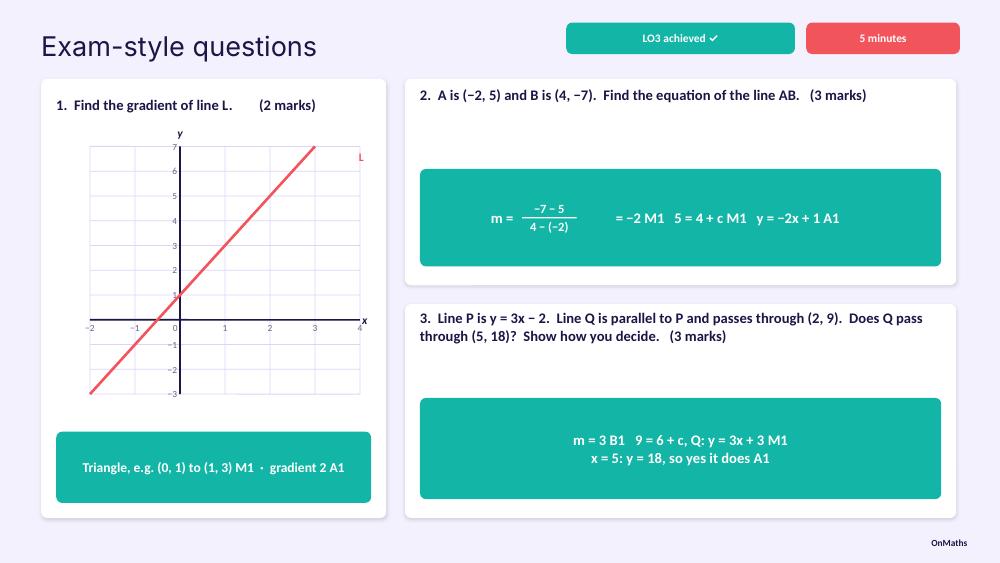 Exam-style questions
LO3 achieved ✓
5 minutes
1. Find the gradient of line L. (2 marks)
y
7
L
6
5
4
3
2
1
x
−2 −1 0 1 2 3 4
−1
−2
−3
Triangle, e.g. (0, 1) to (1, 3) M1 · gradient 2 A1
2. A is (−2, 5) and B is (4, −7). Find the equation of the line AB. (3 marks)
−7 − 5
m = = −2 M1 5 = 4 + c M1 y = −2x + 1 A1
4 − (−2)
3. Line P is y = 3x − 2. Line Q is parallel to P and passes through (2, 9). Does Q pass
through (5, 18)? Show how you decide. (3 marks)
m = 3 B1 9 = 6 + c, Q: y = 3x + 3 M1
x = 5: y = 18, so yes it does A1
OnMaths